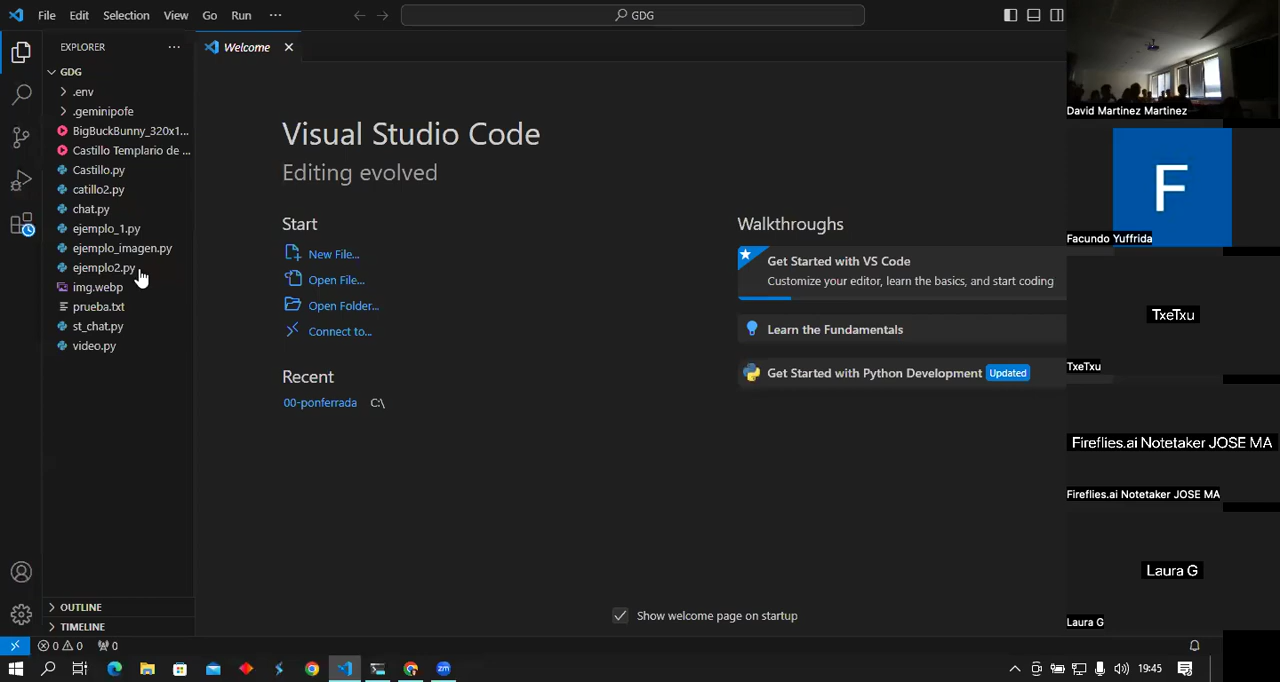 File Edit Selection View Go Run ··· GDG
EXPLORER ···
Welcome
GDG
.env
.geminipofe
BigBuckBunny_320x1...
Castillo Templario de ...
Castillo.py
catillo2.py
chat.py
ejemplo_1.py
ejemplo_imagen.py
ejemplo2.py
img.webp
prueba.txt
st_chat.py
video.py
OUTLINE
TIMELINE
Visual Studio Code
Editing evolved
Start
New File...
Open File...
Open Folder...
Connect to...
Recent
00-ponferrada C:\
Walkthroughs
Get Started with VS Code
Customize your editor, learn the basics, and start coding
Learn the Fundamentals
Get Started with Python Development Updated
Show welcome page on startup
David Martinez Martinez
F
Facundo Yuffrida
TxeTxu
TxeTxu
Fireflies.ai Notetaker JOSE MA
Fireflies.ai Notetaker JOSE MA
Laura G
Laura G
0 0 0
zm
19:45